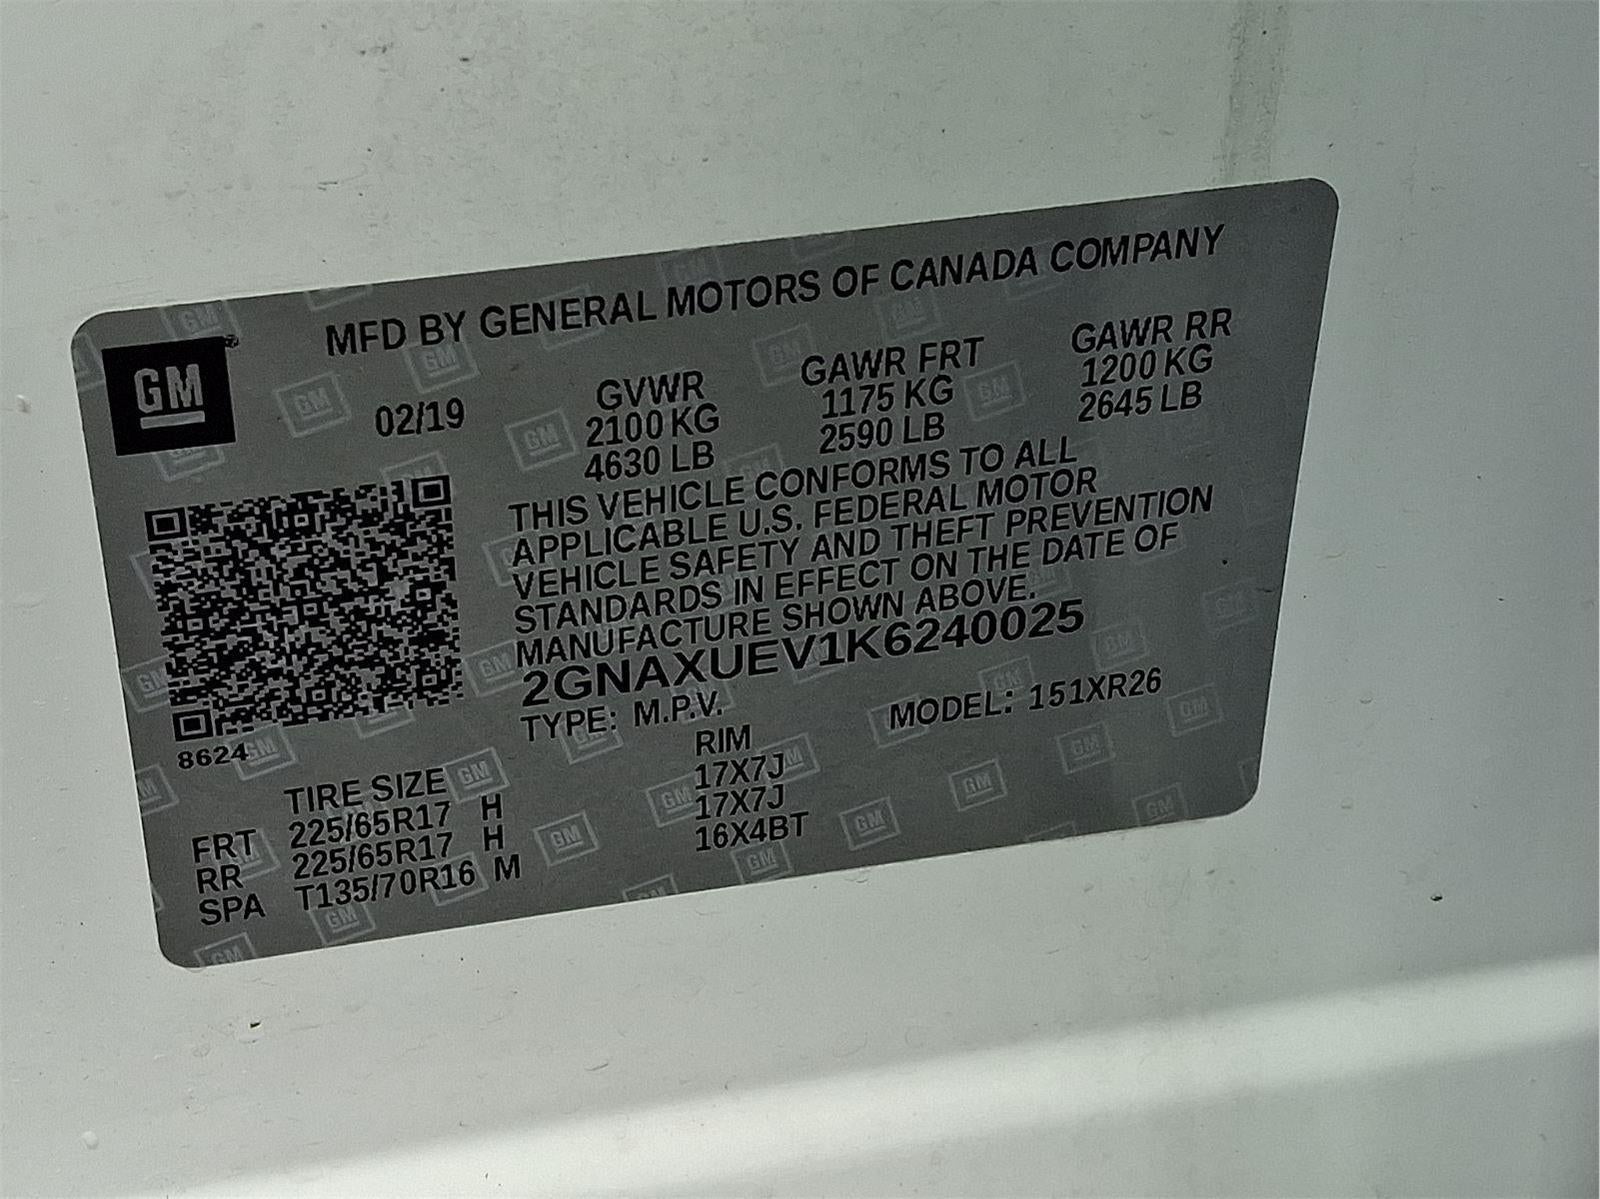 MFD BY GENERAL MOTORS OF CANADA COMPANY
GM
02/19
GVWR
2100 KG
4630 LB
GAWR FRT
1175 KG
2590 LB
GAWR RR
1200 KG
2645 LB
THIS VEHICLE CONFORMS TO ALL
APPLICABLE U.S. FEDERAL MOTOR
VEHICLE SAFETY AND THEFT PREVENTION
STANDARDS IN EFFECT ON THE DATE OF
MANUFACTURE SHOWN ABOVE.
2GNAXUEV1K6240025
TYPE: M.P.V. MODEL: 151XR26
8624
TIRE SIZE RIM
FRT 225/65R17 H 17X7J
RR 225/65R17 H 17X7J
SPA T135/70R16 M 16X4BT